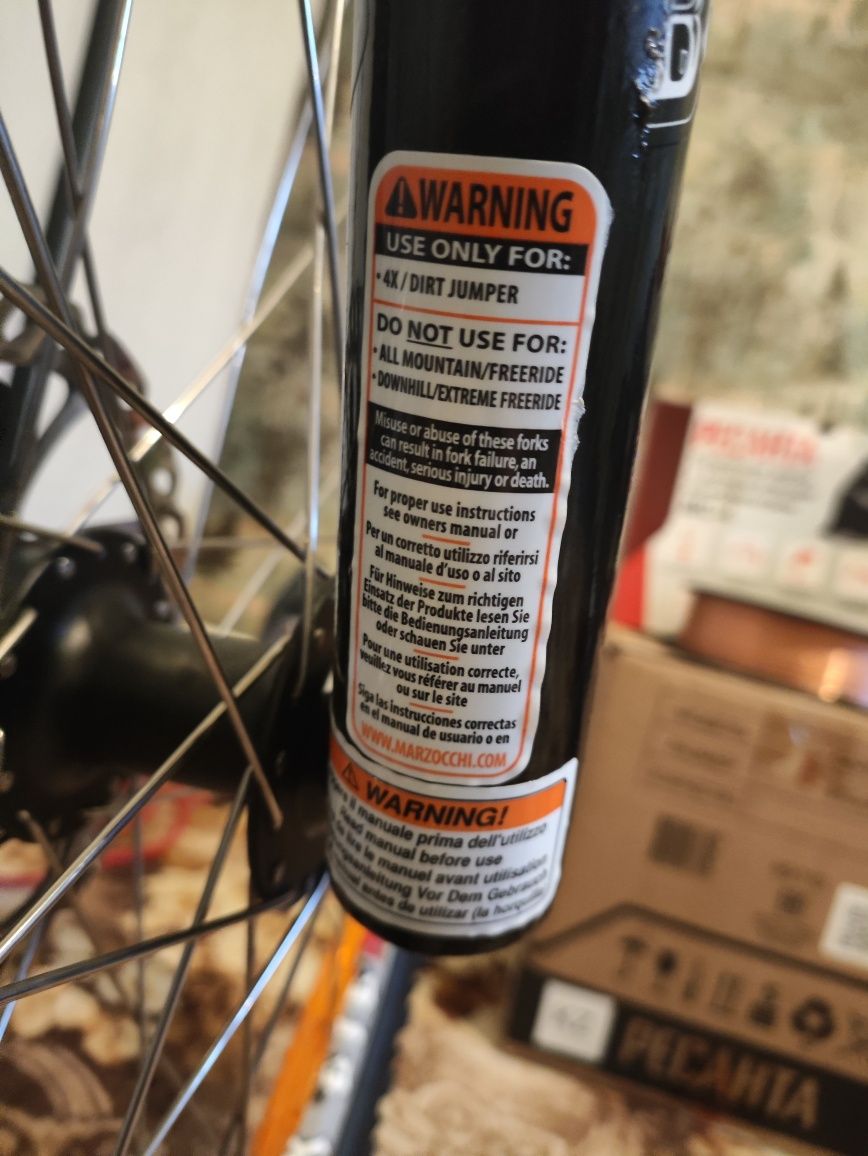 WARNING
USE ONLY FOR:
• 4X / DIRT JUMPER
DO NOT USE FOR:
• ALL MOUNTAIN/FREERIDE
• DOWNHILL/EXTREME FREERIDE
Misuse or abuse of these forks
can result in fork failure, an
accident, serious injury or death.
For proper use instructions
see owners manual or
Per un corretto utilizzo riferirsi
al manuale d'uso o al sito
Für Hinweise zum richtigen
Einsatz der Produkte lesen Sie
bitte die Bedienungsanleitung
oder schauen Sie unter
Pour une utilisation correcte,
veuillez vous référer au manuel
ou sur le site
Siga las instrucciones correctas
en el manual de usuario o en
WWW.MARZOCCHI.COM
WARNING!
il manuale prima dell'utilizzo
Read manual before use
le manuel avant utilisation
Vor Dem Gebrauch
antes de utilizar (la horquilla
РЕСАНТА
РЕСАНТА